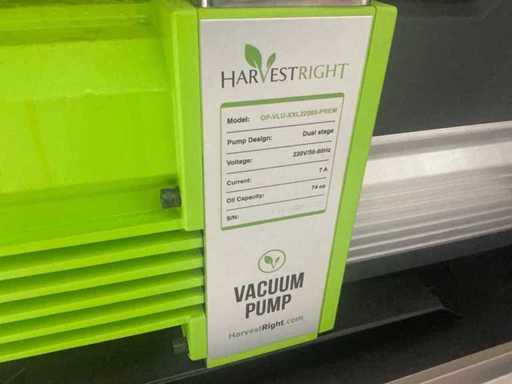 HARVESTRIGHT
Model: OP-VLU-XXL22060-PREM
Pump Design: Dual stage
Voltage: 220V/50-60Hz
Current: 7 A
Oil Capacity: 74 oz
S/N:
VACUUM
PUMP
HarvestRight.com